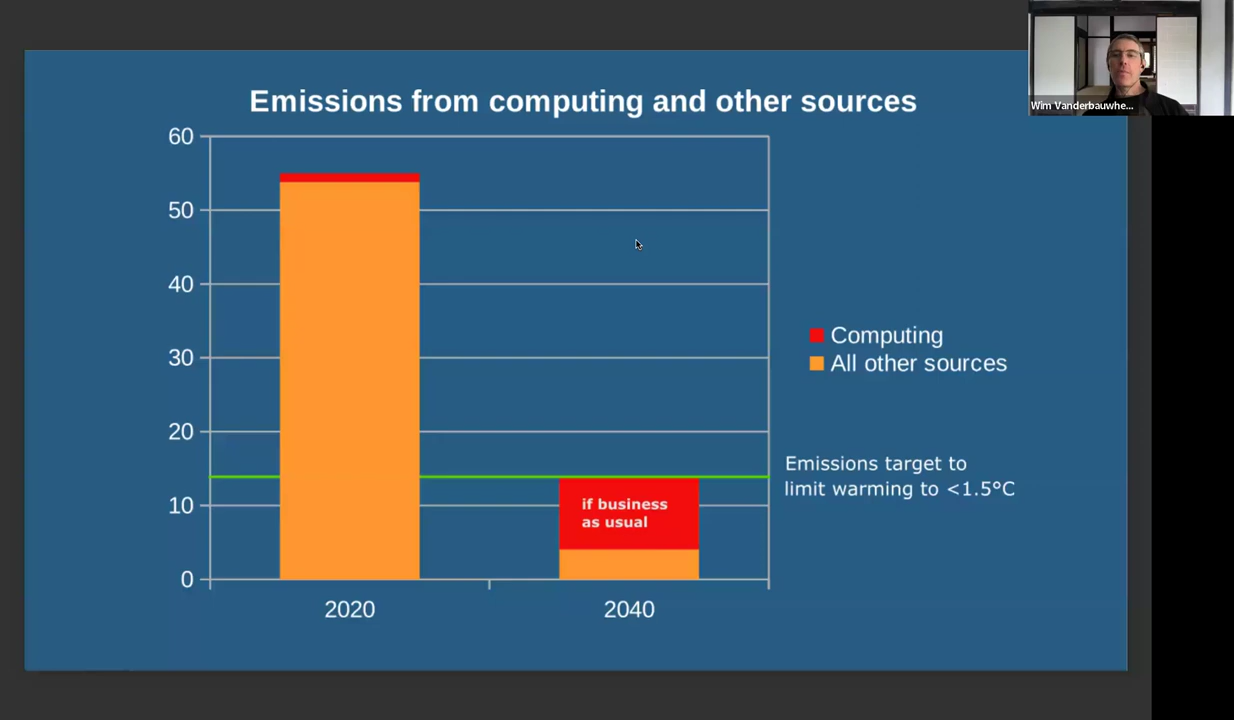 Wim Vanderbauwhe...
Emissions from computing and other sources
60
50
40
30
20
10
0
Computing
All other sources
Emissions target to
limit warming to <1.5°C
if business
as usual
2020
2040